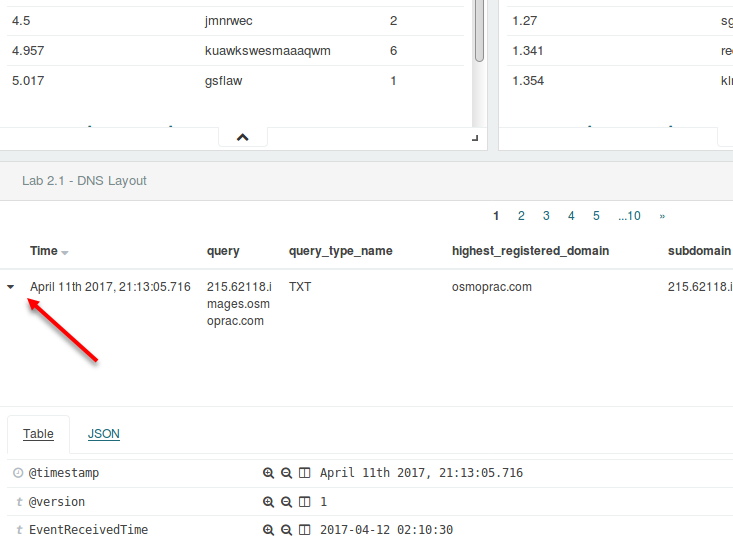 4.5 jmnrwec 2
4.957 kuawkswesmaaaqwm 6
5.017 gsflaw 1
1.27 sg
1.341 re
1.354 kl
Lab 2.1 - DNS Layout
1 2 3 4 5 ...10 »
Time query query_type_name highest_registered_domain subdomain
April 11th 2017, 21:13:05.716 215.62118.i TXT osmoprac.com 215.62118.i
mages.osm
oprac.com
Table JSON
@timestamp April 11th 2017, 21:13:05.716
t @version 1
t EventReceivedTime 2017-04-12 02:10:30